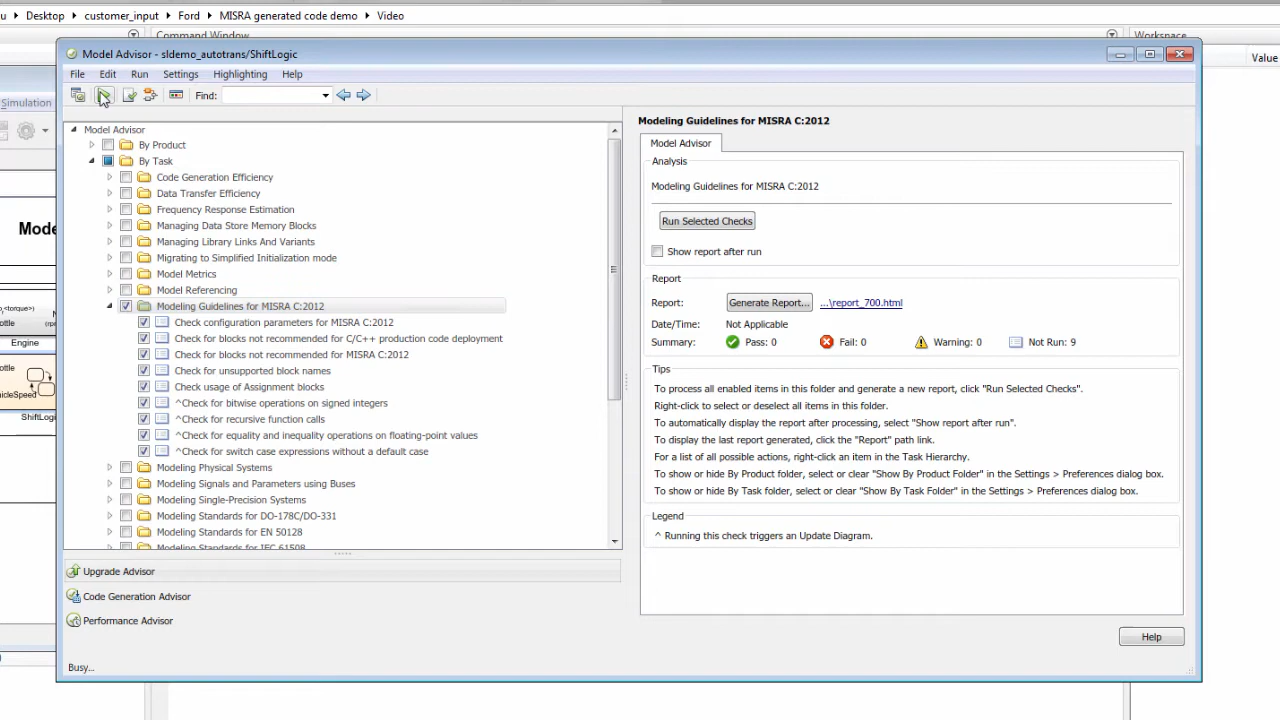 u ▸ Desktop ▸ customer_input ▸ Ford ▸ MISRA generated code demo ▸ Video
Command Window
Workspace
Value
Simulation
Mode
<torque>
ottle
Engine
ottle
hicleSpeed
ShiftLogic
Model Advisor - sldemo_autotrans/ShiftLogic
File Edit Run Settings Highlighting Help
Find:
Model Advisor
By Product
By Task
Code Generation Efficiency
Data Transfer Efficiency
Frequency Response Estimation
Managing Data Store Memory Blocks
Managing Library Links And Variants
Migrating to Simplified Initialization mode
Model Metrics
Model Referencing
Modeling Guidelines for MISRA C:2012
Check configuration parameters for MISRA C:2012
Check for blocks not recommended for C/C++ production code deployment
Check for blocks not recommended for MISRA C:2012
Check for unsupported block names
Check usage of Assignment blocks
^Check for bitwise operations on signed integers
^Check for recursive function calls
^Check for equality and inequality operations on floating-point values
^Check for switch case expressions without a default case
Modeling Physical Systems
Modeling Signals and Parameters using Buses
Modeling Single-Precision Systems
Modeling Standards for DO-178C/DO-331
Modeling Standards for EN 50128
Modeling Standards for IEC 61508
Upgrade Advisor
Code Generation Advisor
Performance Advisor
Busy...
Modeling Guidelines for MISRA C:2012
Model Advisor
Analysis
Modeling Guidelines for MISRA C:2012
Run Selected Checks
Show report after run
Report
Report: Generate Report... ...\report_700.html
Date/Time: Not Applicable
Summary: Pass: 0 Fail: 0 Warning: 0 Not Run: 9
Tips
To process all enabled items in this folder and generate a new report, click "Run Selected Checks".
Right-click to select or deselect all items in this folder.
To automatically display the report after processing, select "Show report after run".
To display the last report generated, click the "Report" path link.
For a list of all possible actions, right-click an item in the Task Hierarchy.
To show or hide By Product folder, select or clear "Show By Product Folder" in the Settings > Preferences dialog box.
To show or hide By Task folder, select or clear "Show By Task Folder" in the Settings > Preferences dialog box.
Legend
^ Running this check triggers an Update Diagram.
Help